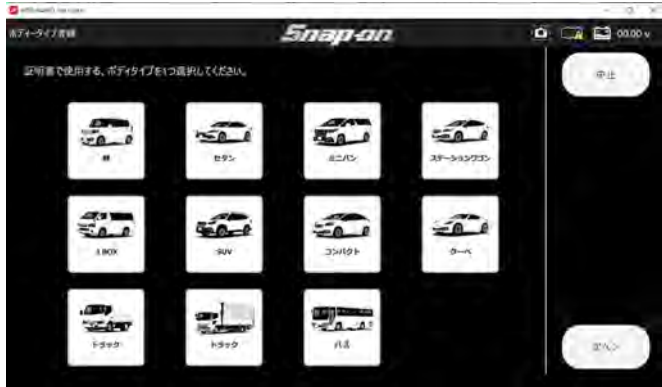 ボディータイプ登録
Snap-on
00.00 v
証明書で使用する、ボディタイプを1つ選択してください。
中止
軽
セダン
ミニバン
ステーションワゴン
1 BOX
SUV
コンパクト
クーペ
トラック
トラック
バス
次へ>